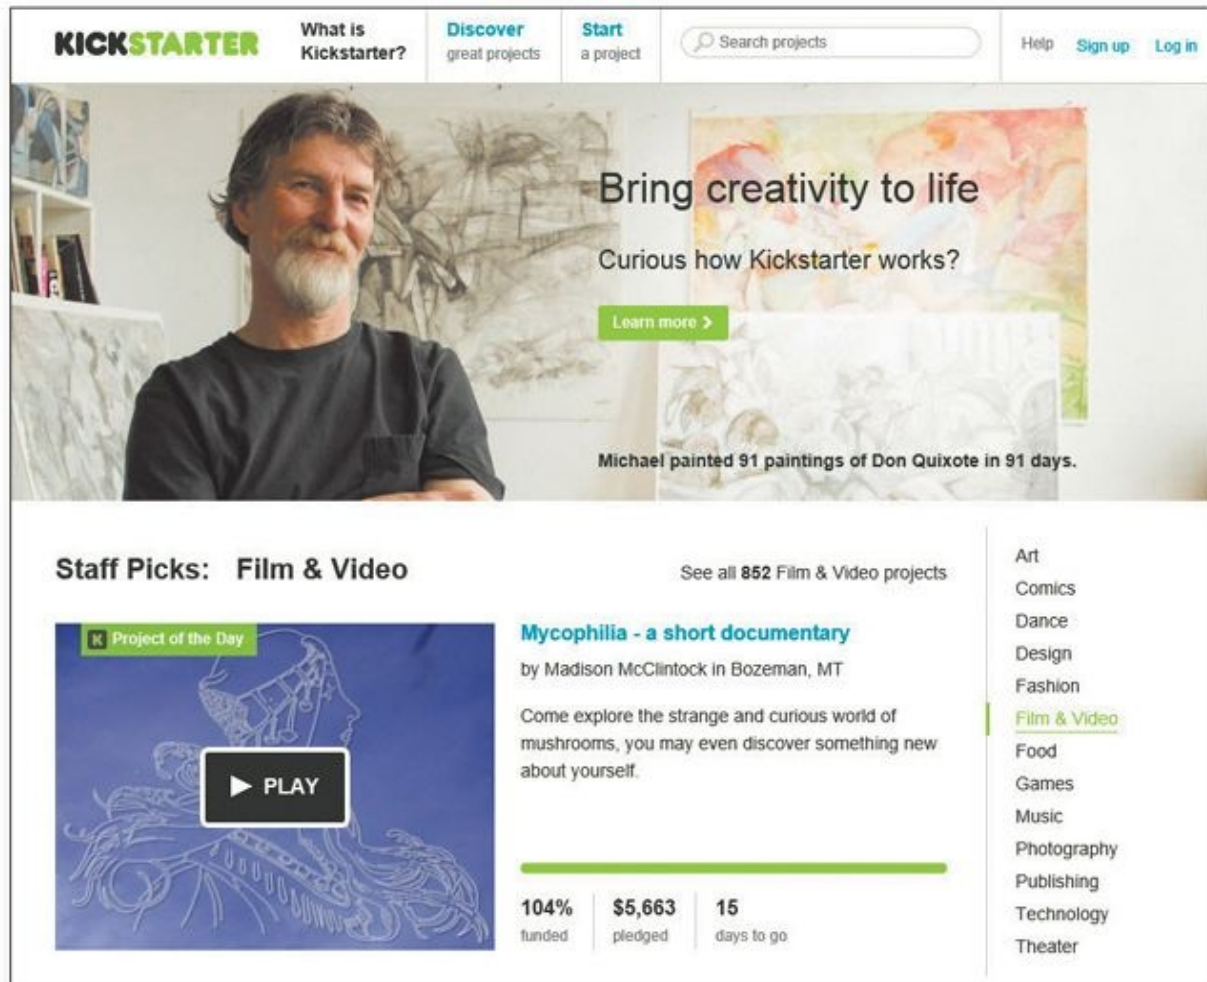 KICKSTARTER
What is
Kickstarter?
Discover
great projects
Start
a project
Search projects
Help
Sign up
Log in
Bring creativity to life
Curious how Kickstarter works?
Learn more
Michael painted 91 paintings of Don Quixote in 91 days.
Staff Picks: Film & Video
See all 852 Film & Video projects
K Project of the Day
PLAY
Mycophilia - a short documentary
by Madison McClintock in Bozeman, MT
Come explore the strange and curious world of
mushrooms, you may even discover something new
about yourself.
104%
funded
$5,663
pledged
15
days to go
Art
Comics
Dance
Design
Fashion
Film & Video
Food
Games
Music
Photography
Publishing
Technology
Theater